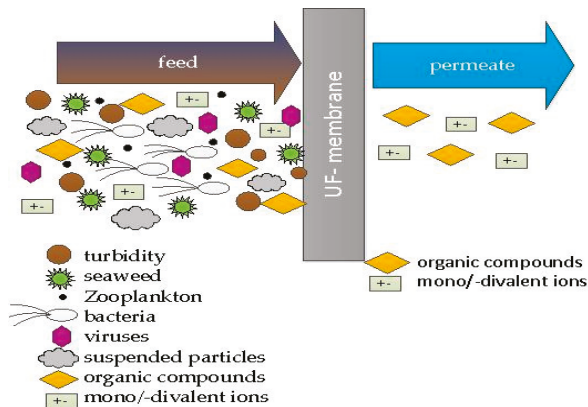 feed
UF- membrane
permeate
+-
+-
+-
+-
+-
+-
+-
turbidity
seaweed
Zooplankton
bacteria
viruses
suspended particles
organic compounds
+- mono/-divalent ions
organic compounds
+- mono/-divalent ions